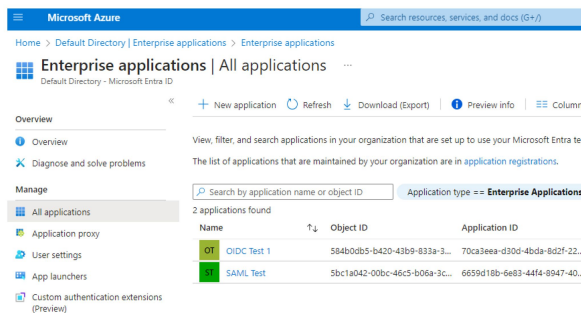 Microsoft Azure
Search resources, services, and docs (G+/)
Home > Default Directory | Enterprise applications > Enterprise applications
Enterprise applications | All applications ...
Default Directory - Microsoft Entra ID
«
+ New application Refresh Download (Export) Preview info Column
Overview
Overview
Diagnose and solve problems
Manage
All applications
Application proxy
User settings
App launchers
Custom authentication extensions
(Preview)
View, filter, and search applications in your organization that are set up to use your Microsoft Entra te
The list of applications that are maintained by your organization are in application registrations.
Search by application name or object ID
Application type == Enterprise Applications
2 applications found
Name ↑↓ Object ID Application ID
OT OIDC Test 1 584b0db5-b420-43b9-833a-3... 70ca3eea-d30d-4bda-8d2f-22...
ST SAML Test 5bc1a042-00bc-46c5-b06a-3c... 6659d18b-6e83-44f4-8947-40...